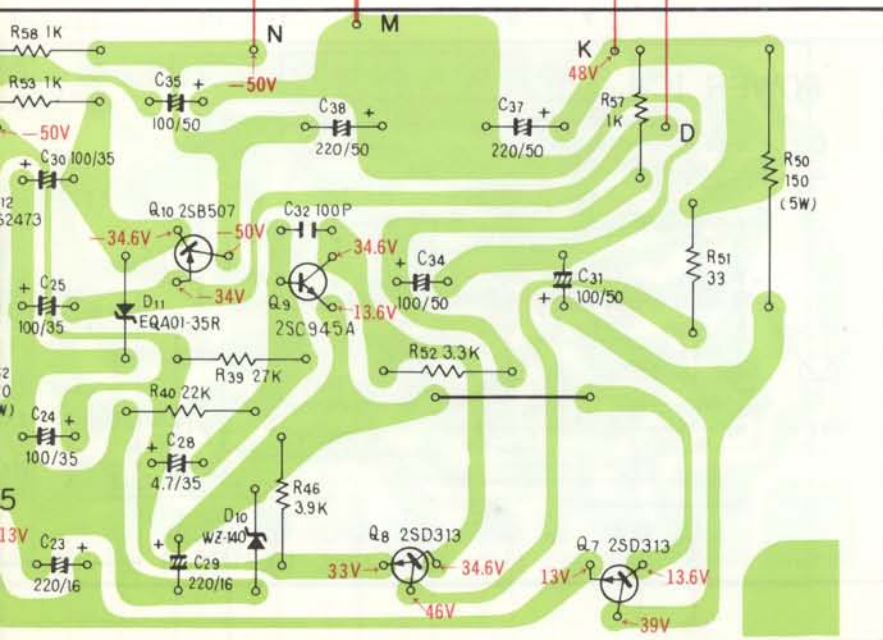 R58 1K
N
M
K
48V
R53 1K
C35 +
-50V
100/50
C38 +
220/50
C37 +
220/50
R57
1K
D
-50V
+ C30 100/35
R50
150
(5W)
12
S2473
Q10 2SB507
C32 100P
-34.6V
-50V
34.6V
-34V
+ C34
100/50
C31
+ 100/50
R51
33
+ C25
100/35
D11
EQA01-35R
Q9
2SC945A
13.6V
R39 27K
R52 3.3K
R40 22K
C24 +
100/35
+ C28
4.7/35
R46
3.9K
5
13V
C23 +
220/16
+ C29
220/16
D10
WZ-140
Q8 2SD313
33V
34.6V
46V
Q7 2SD313
13V
13.6V
39V